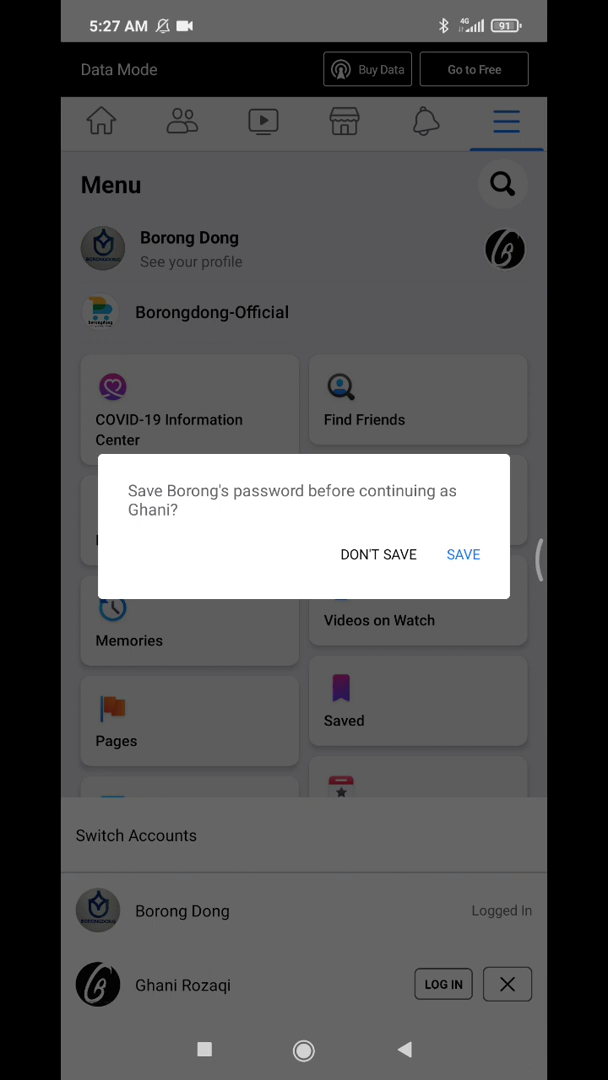 5:27 AM 4G 91
Data Mode Buy Data Go to Free
Menu
Borong Dong
See your profile
Borongdong-Official
COVID-19 Information
Center
Find Friends
Save Borong's password before continuing as
Ghani?
DON'T SAVE SAVE
Memories
Videos on Watch
Pages
Saved
Switch Accounts
Borong Dong Logged In
Ghani Rozaqi LOG IN